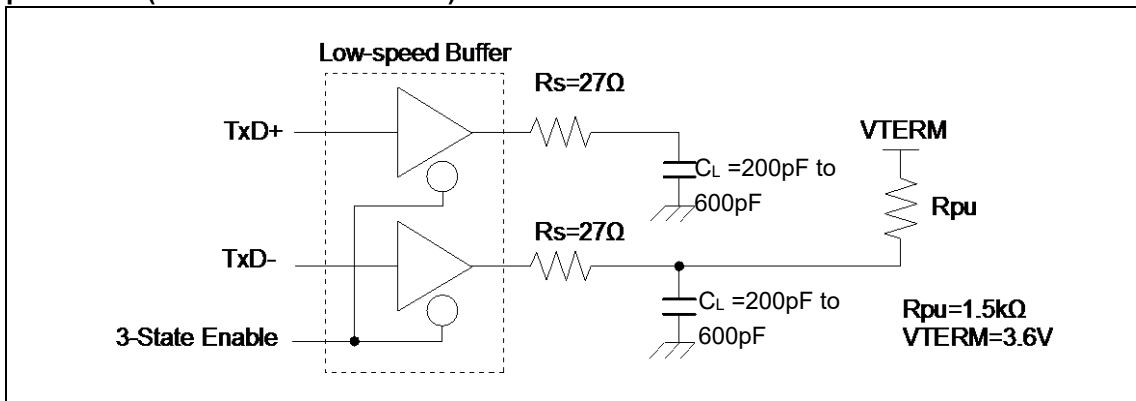 Low-speed Buffer
Rs=27Ω
TxD+
VTERM
CL =200pF to
600pF
Rpu
Rs=27Ω
TxD-
CL =200pF to
600pF
Rpu=1.5kΩ
VTERM=3.6V
3-State Enable